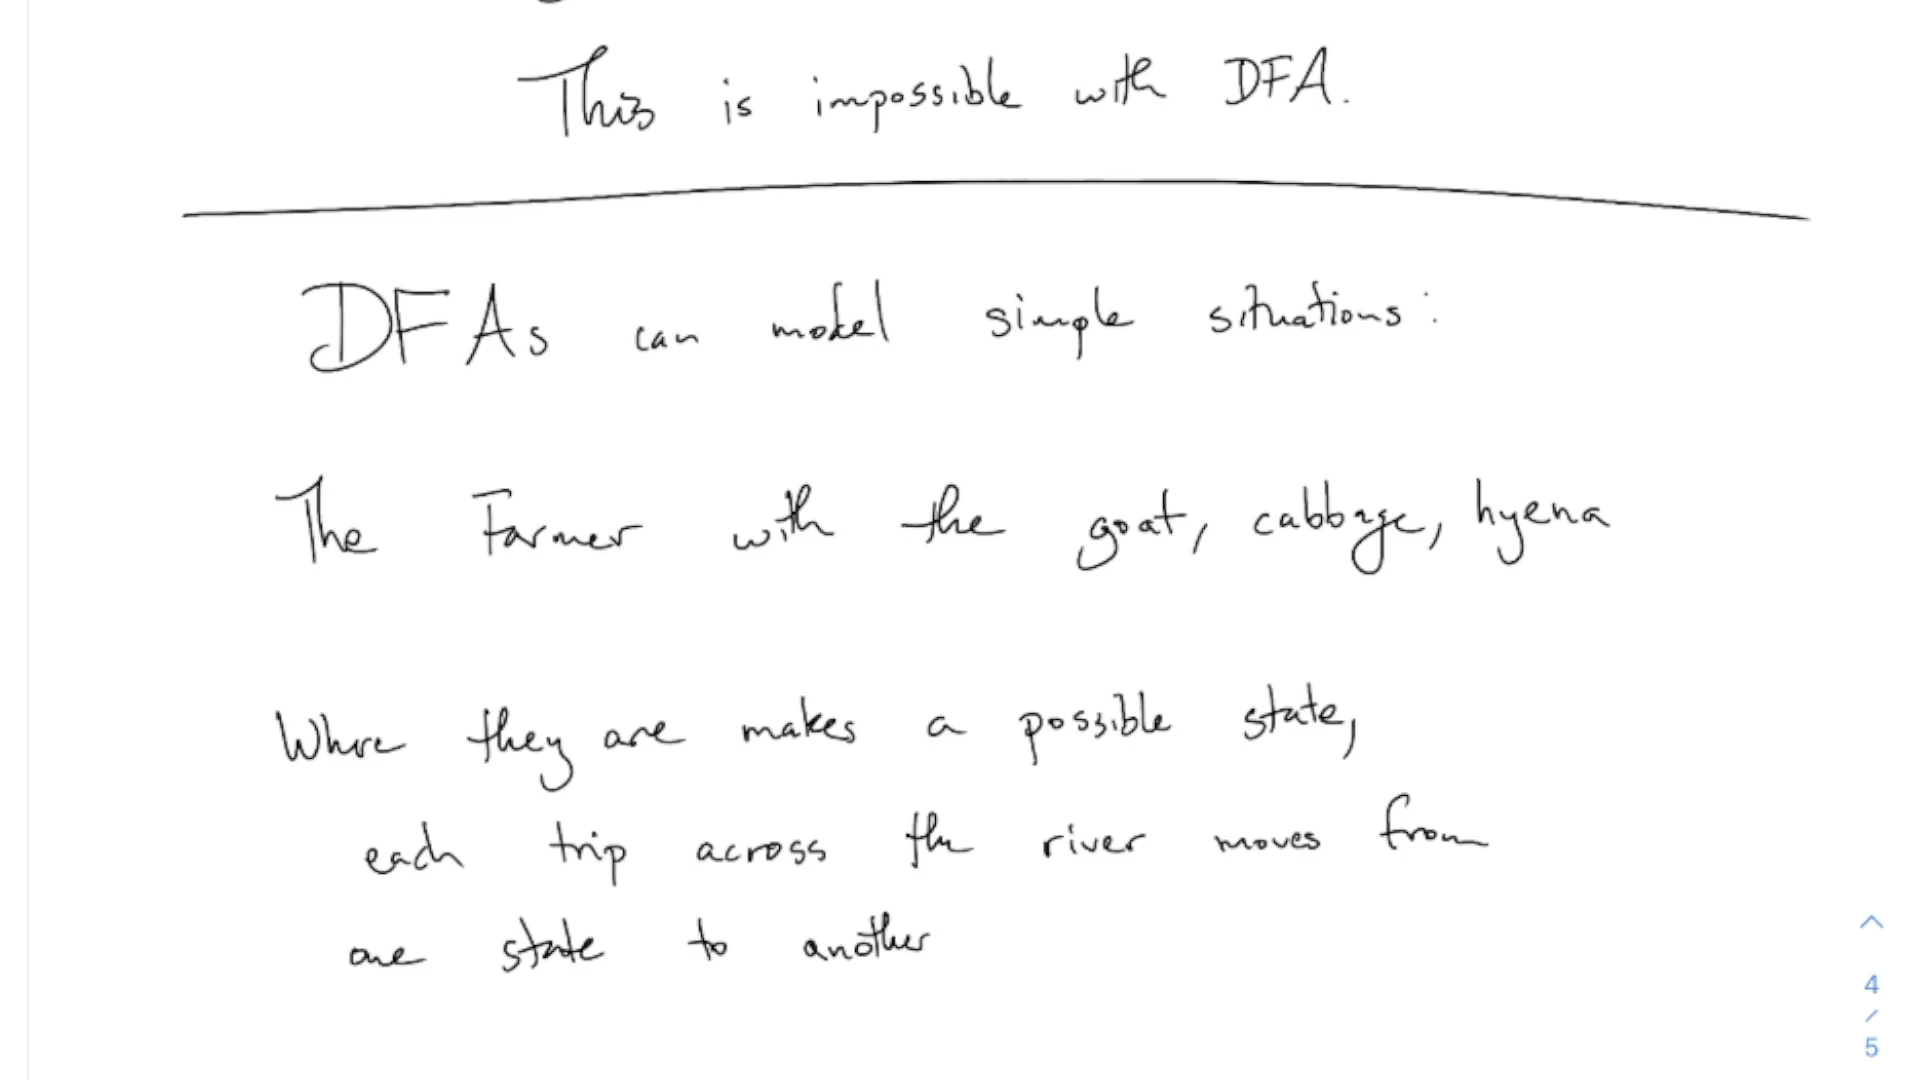 This is impossible with DFA.
DFAs can model simple situations:
The Farmer with the goat, cabbage, hyena
Where they are makes a possible state,
each trip across the river moves from
one state to another
4
/
5